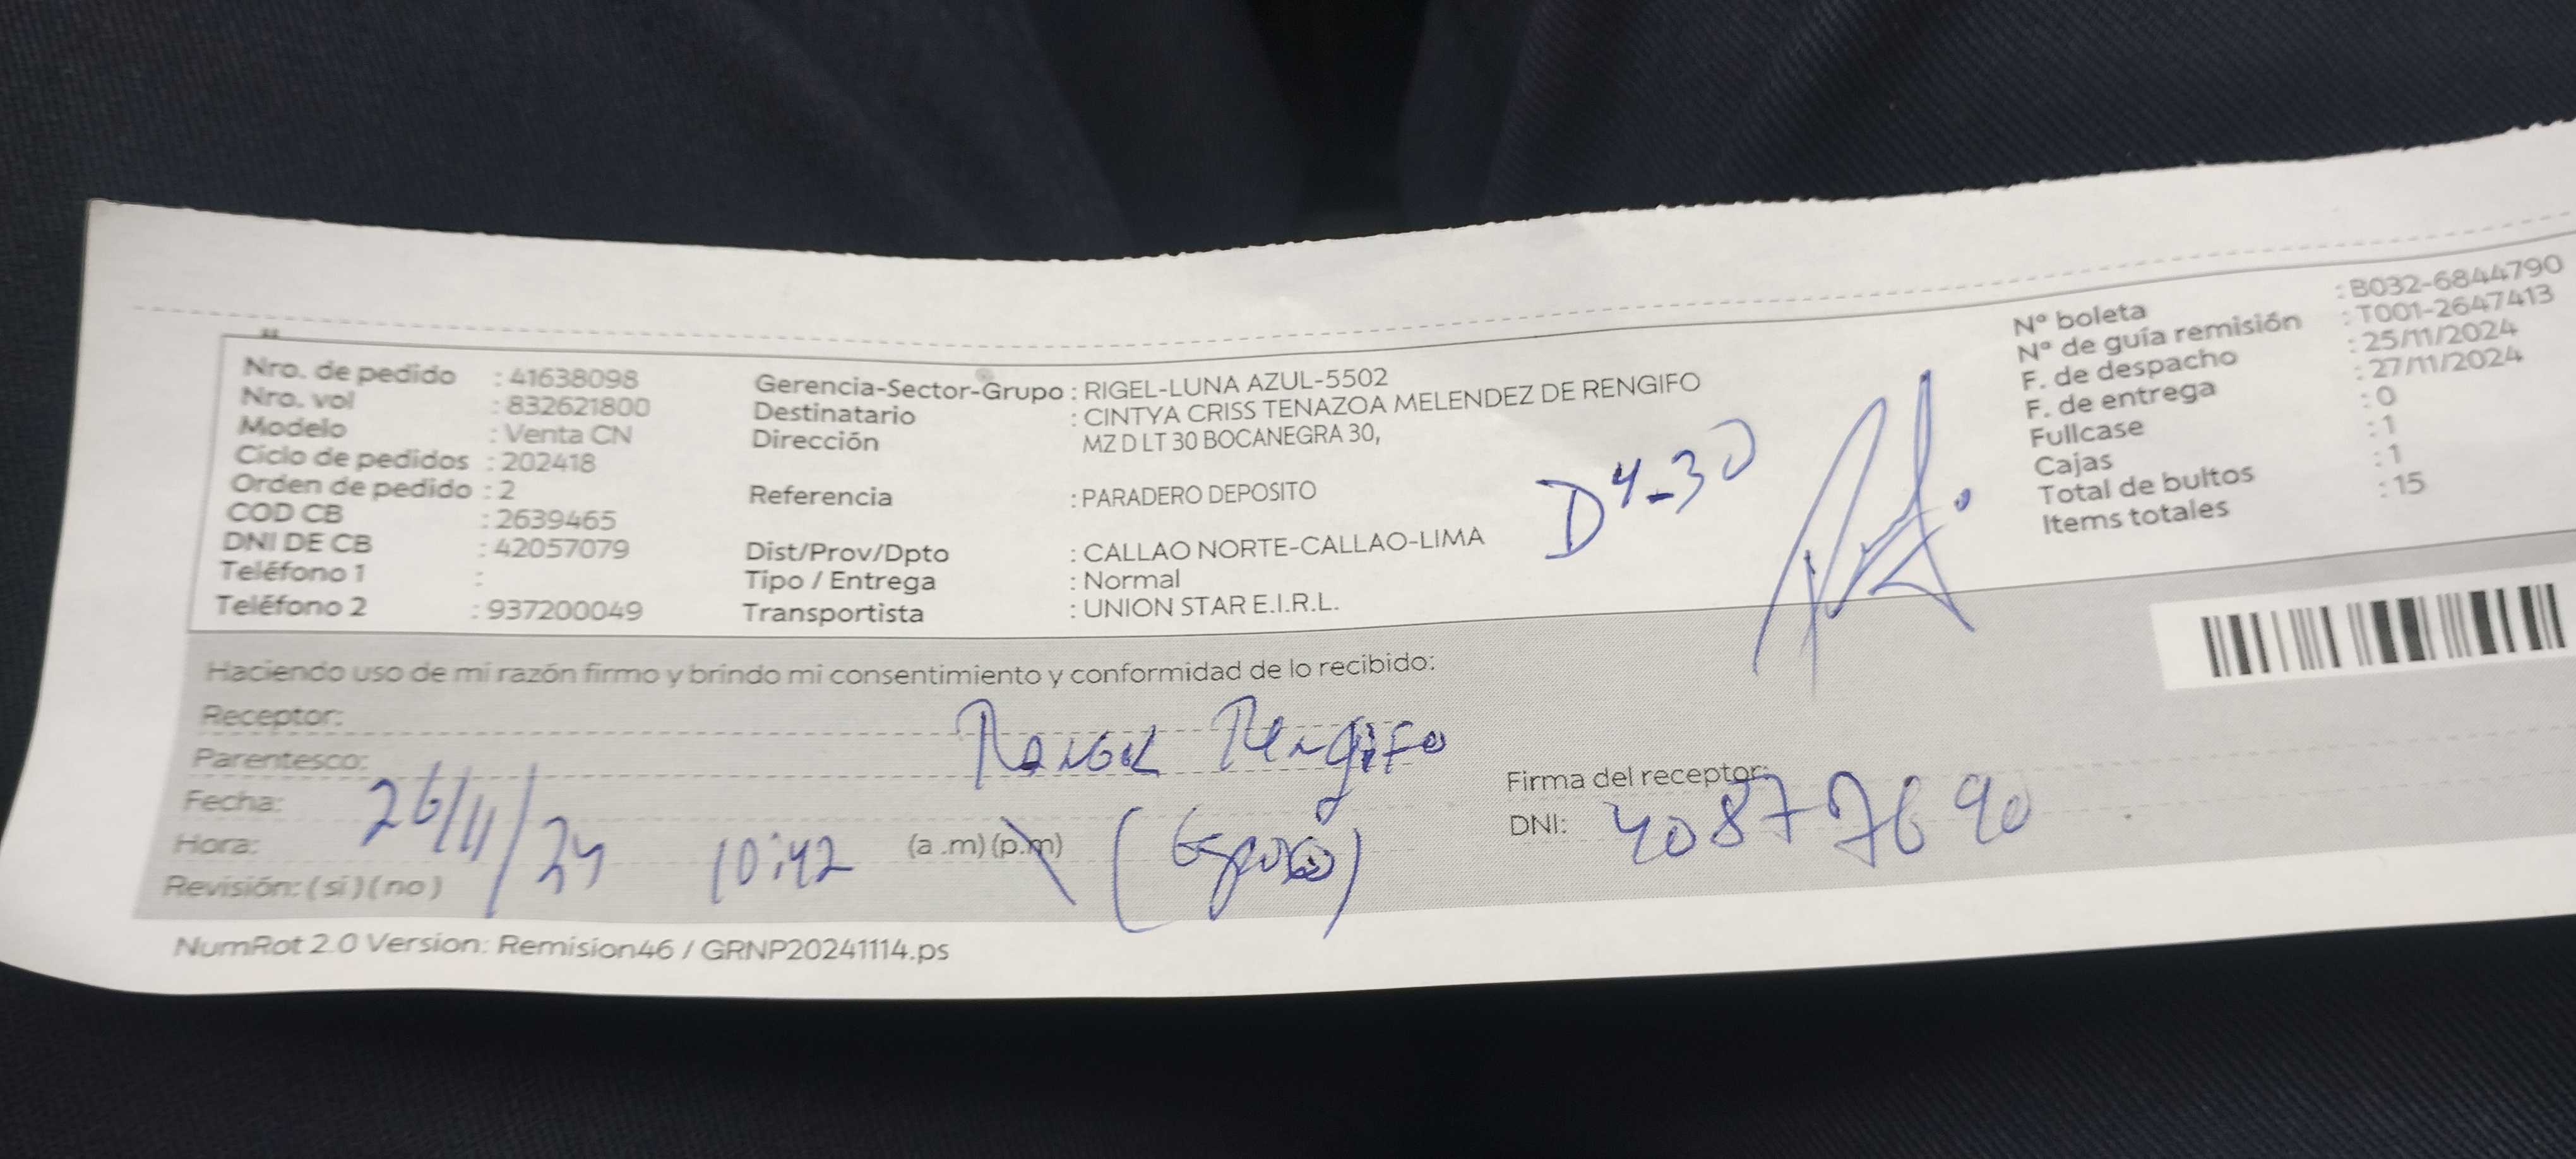 Nro. de pedido : 41638098
Nro. vol : 832621800
Modelo : Venta CN
Ciclo de pedidos : 202418
Orden de pedido : 2
COD CB : 2639465
DNI DE CB : 42057079
Teléfono 1 :
Teléfono 2 : 937200049
Gerencia-Sector-Grupo : RIGEL-LUNA AZUL-5502
Destinatario : CINTYA CRISS TENAZOA MELENDEZ DE RENGIFO
Dirección MZ D LT 30 BOCANEGRA 30,
Referencia : PARADERO DEPOSITO
Dist/Prov/Dpto : CALLAO NORTE-CALLAO-LIMA
Tipo / Entrega : Normal
Transportista : UNION STAR E.I.R.L.
D4-30
N° boleta : B032-6844790
N° de guía remisión : T001-2647413
F. de despacho : 25/11/2024
F. de entrega : 27/11/2024
Fullcase : 0
Cajas : 1
Total de bultos : 1
Items totales : 15
Haciendo uso de mi razón firmo y brindo mi consentimiento y conformidad de lo recibido:
Receptor: Rengifo
Parentesco:
Fecha: 26/11/24
Hora: 10:42 (a .m) (p.m) (Esposo)
Revisión: (si) (no)
Firma del receptor:
DNI: 40877690
NumRot 2.0 Version: Remision46 / GRNP20241114.ps